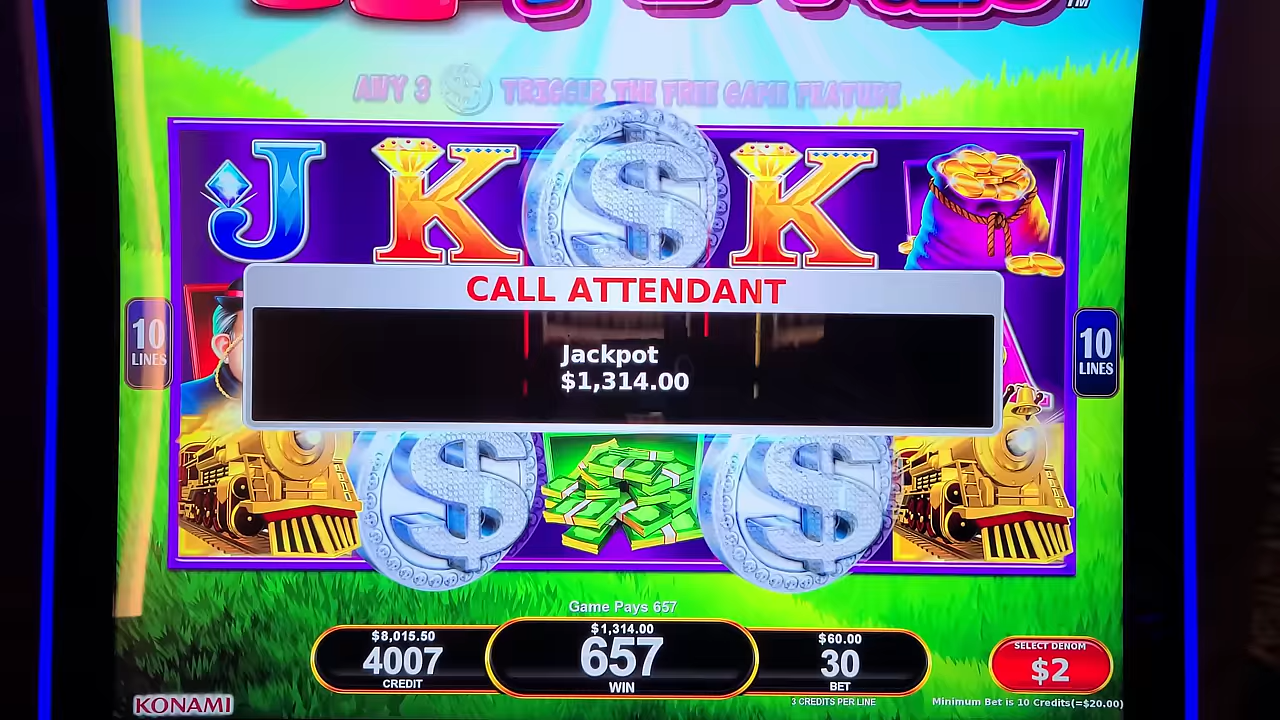 TM
ANY 3 $ TRIGGER THE FREE GAME FEATURE
J K $ K
CALL ATTENDANT
Jackpot
$1,314.00
10
LINES
10
LINES
$ $
Game Pays 657
$8,015.50
4007
CREDIT
$1,314.00
657
WIN
$60.00
30
BET
3 CREDITS PER LINE
SELECT DENOM
$2
Minimum Bet is 10 Credits(=$20.00)
KONAMI